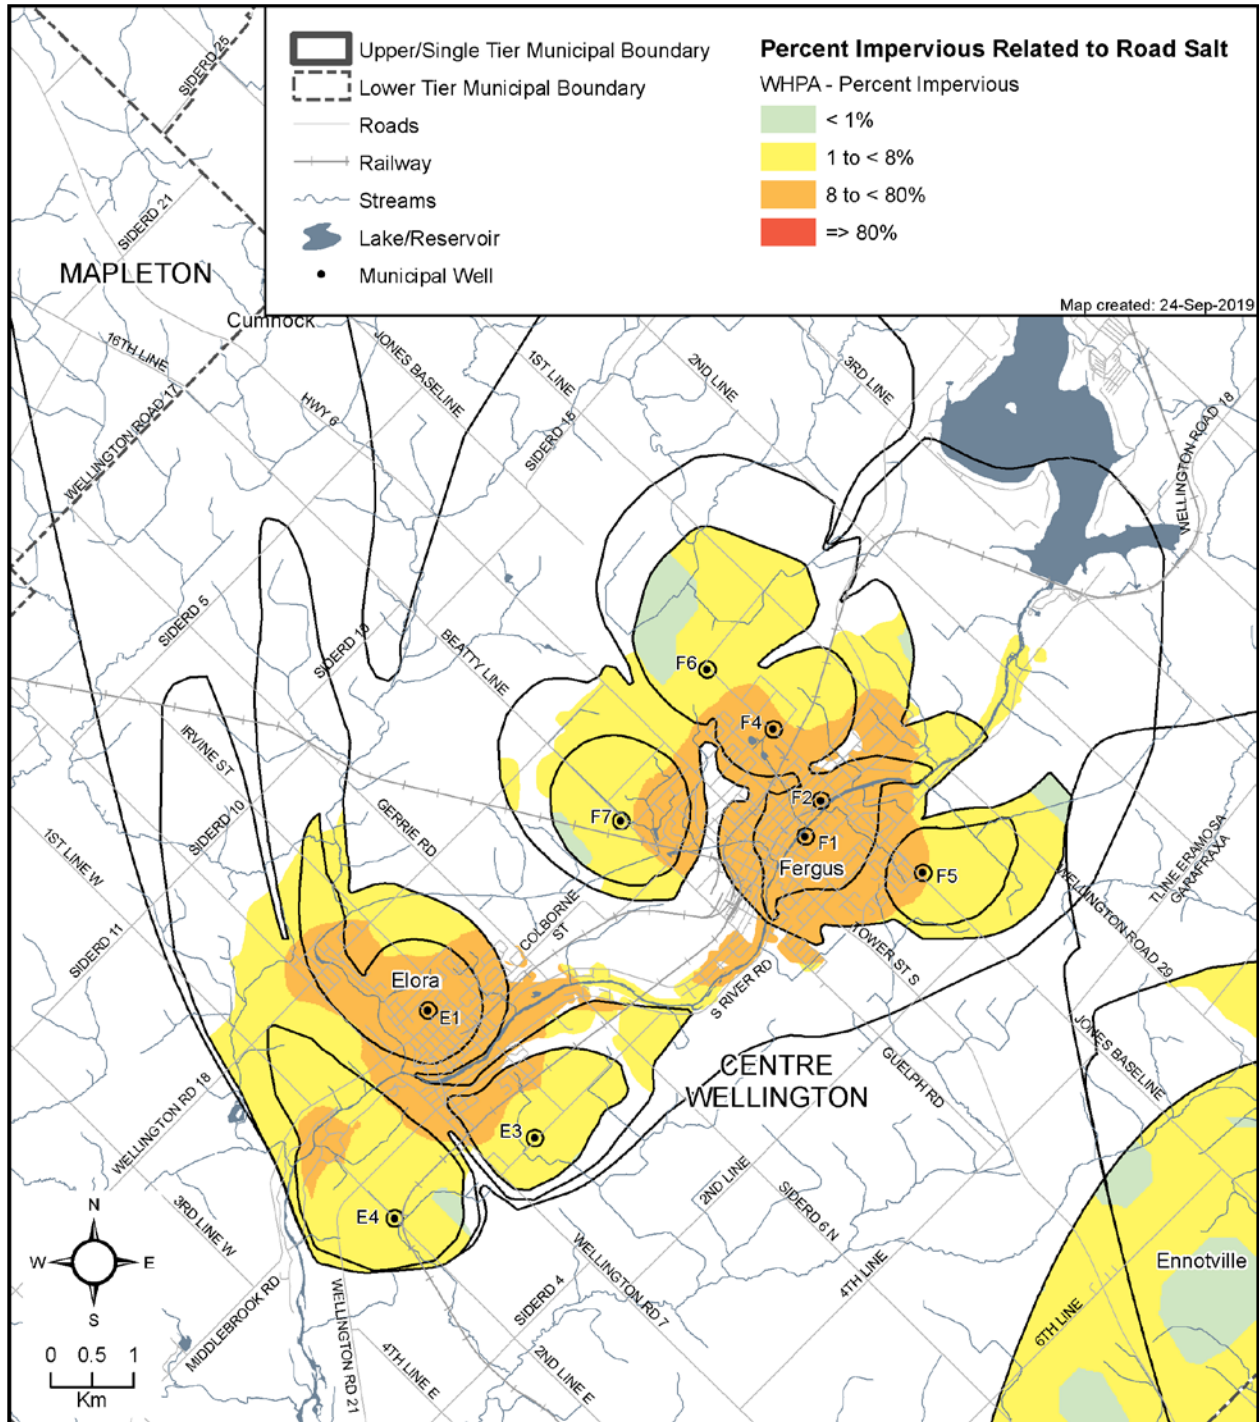 Upper/Single Tier Municipal Boundary
Lower Tier Municipal Boundary
Roads
Railway
Streams
Lake/Reservoir
Municipal Well
Percent Impervious Related to Road Salt
WHPA - Percent Impervious
< 1%
1 to < 8%
8 to < 80%
=> 80%
Map created: 24-Sep-2019
SIDERD 25
SIDERD 21
MAPLETON
Cumnock
16TH LINE
WELLINGTON ROAD 17
HWY 6
JONES BASELINE
1ST LINE
SIDERD 15
2ND LINE
3RD LINE
WELLINGTON ROAD 18
SIDERD 5
SIDERD 10
BEATTY LINE
IRVINE ST
SIDERD 10
GERRIE RD
1ST LINE W
SIDERD 11
F6
F4
F2
F7
F1
Fergus
F5
COLBORNE
ST
TOWER ST S
WELLINGTON ROAD 29
TLINE ERAMOSA
GARAFRAXA
Elora
E1
S RIVER RD
CENTRE
WELLINGTON
GUELPH RD
JONES BASELINE
WELLINGTON RD 18
E3
3RD LINE W
E4
2ND LINE
SIDERD 6 N
4TH LINE
Ennotville
6TH LINE
MIDDLEBROOK RD
WELLINGTON RD 21
SIDERD 4
WELLINGTON RD 7
4TH LINE E
2ND LINE E
N
W
E
S
0 0.5 1
Km